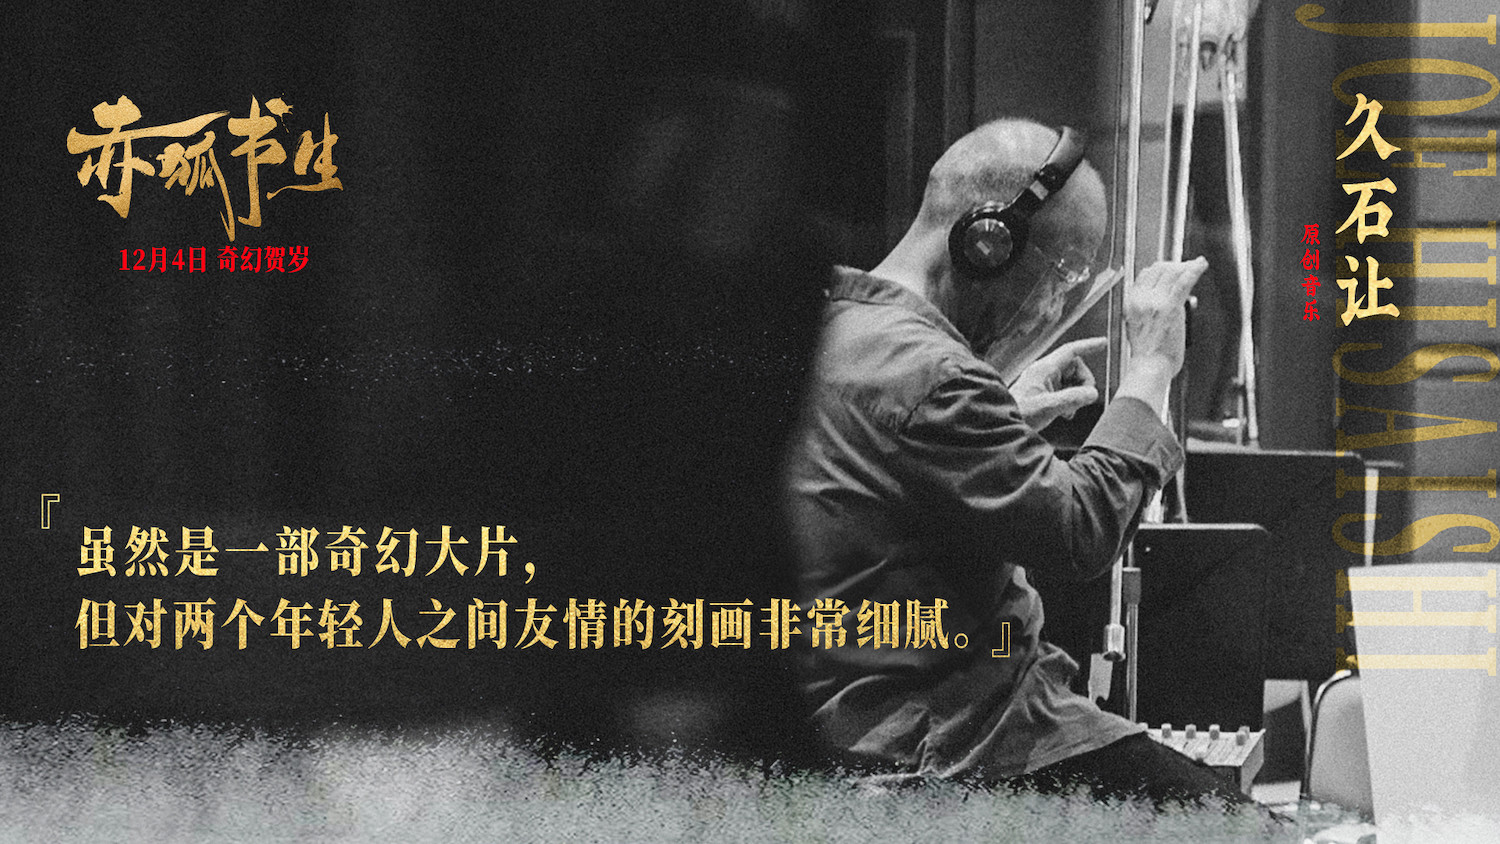 赤狐书生
12月4日 奇幻贺岁
『虽然是一部奇幻大片,
但对两个年轻人之间友情的刻画非常细腻。』
原创音乐
久石让
JOE HISAISHI